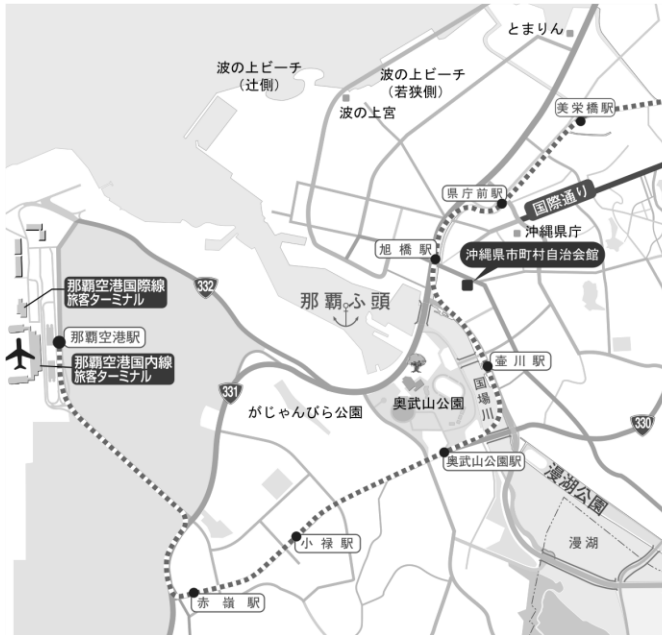 とまりん
波の上ビーチ
（辻側）
波の上ビーチ
（若狭側）
波の上宮
美栄橋駅
県庁前駅
国際通り
沖縄県庁
旭橋駅
沖縄県市町村自治会館
那覇空港国際線
旅客ターミナル
332
那覇ふ頭
那覇空港駅
那覇空港国内線
旅客ターミナル
壷川駅
国場川
331
がじゃんびら公園
奥武山公園
330
奥武山公園駅
漫湖公園
小禄駅
漫湖
赤嶺駅